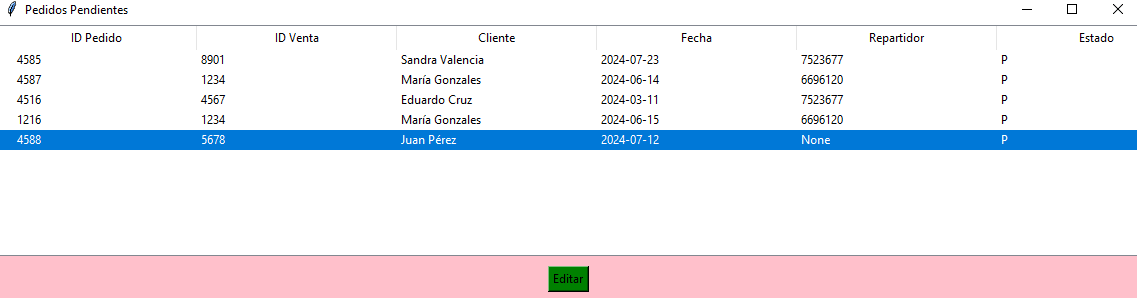 Pedidos Pendientes
ID Pedido ID Venta Cliente Fecha Repartidor Estado
4585 8901 Sandra Valencia 2024-07-23 7523677 P
4587 1234 María Gonzales 2024-06-14 6696120 P
4516 4567 Eduardo Cruz 2024-03-11 7523677 P
1216 1234 María Gonzales 2024-06-15 6696120 P
4588 5678 Juan Pérez 2024-07-12 None P
Editar